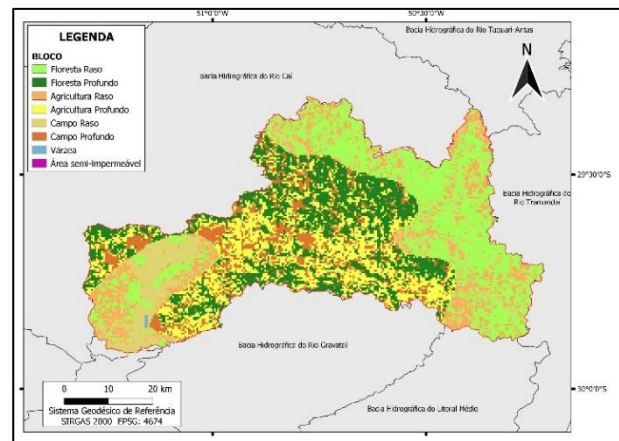 51°0'0"W
50°30'0"W
Bacia Hidrográfica do Rio Taquari-Antas
LEGENDA
BLOCO
Floresta Raso
Floresta Profundo
Agricultura Raso
Agricultura Profundo
Campo Raso
Campo Profundo
Várzea
Área semi-impermeável
Bacia Hidrográfica do Rio Caí
N
29°30'0"S
Bacia Hidrográfica do
Rio Tramandaí
Bacia Hidrográfica do Rio Gravataí
0 10 20 km
Sistema Geodésico de Referência
SIRGAS 2000 EPSG: 4674
30°0'0"S
Bacia Hidrográfica do Litoral Médio